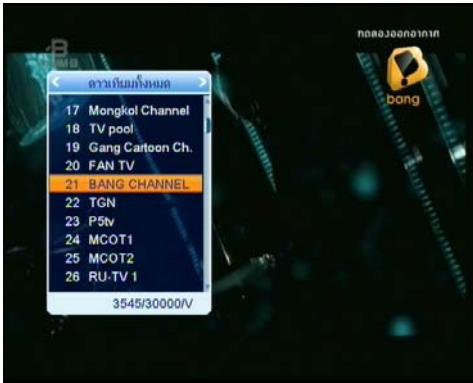 ทดลองออกอากาศ
bang
ดาวเทียมทั้งหมด
17 Mongkol Channel
18 TV pool
19 Gang Cartoon Ch.
20 FAN TV
21 BANG CHANNEL
22 TGN
23 P5tv
24 MCOT1
25 MCOT2
26 RU-TV 1
3545/30000/V